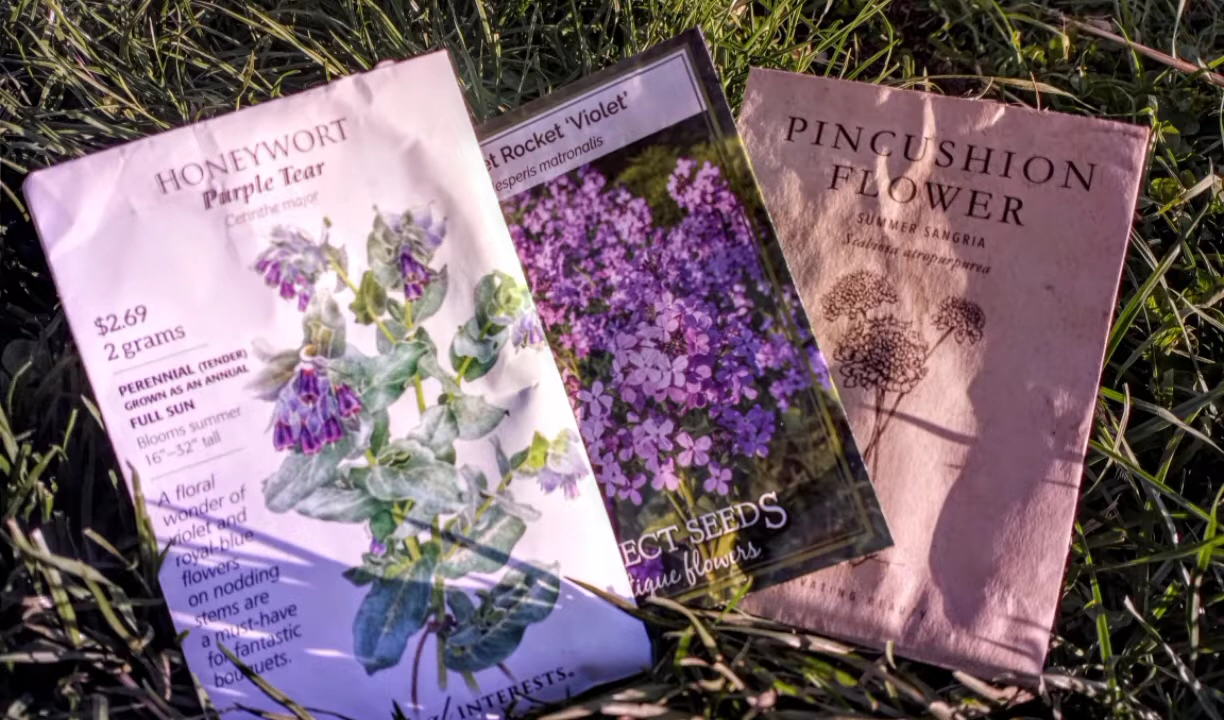 HONEYWORT
Purple Tear
Cerinthe major
$2.69
2 grams
PERENNIAL (TENDER)
GROWN AS AN ANNUAL
FULL SUN
Blooms summer
16"–32" tall
A floral
wonder of
violet and
royal-blue
flowers
on nodding
stems are
a must-have
for fantastic
bouquets.
INTERESTS.
et Rocket 'Violet'
esperis matronalis
ECT SEEDS
tique flowers
PINCUSHION
FLOWER
SUMMER SANGRIA
Scabiosa atropurpurea